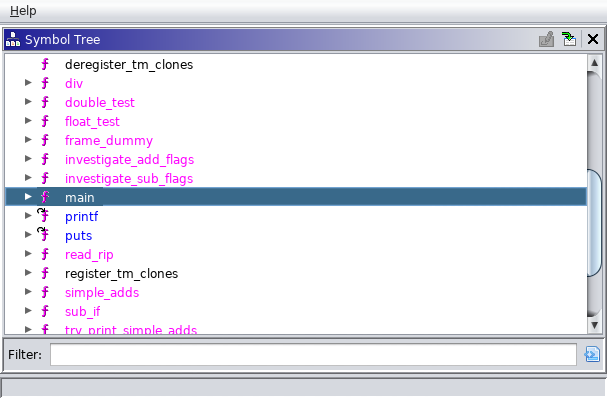 Help
Symbol Tree
deregister_tm_clones
div
double_test
float_test
frame_dummy
investigate_add_flags
investigate_sub_flags
main
printf
puts
read_rip
register_tm_clones
simple_adds
sub_if
try_print_simple_adds
Filter: